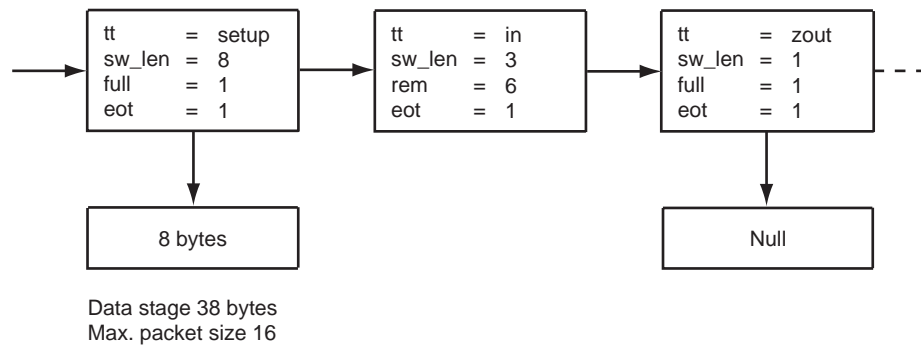 tt = setup
sw_len = 8
full = 1
eot = 1
tt = in
sw_len = 3
rem = 6
eot = 1
tt = zout
sw_len = 1
full = 1
eot = 1
8 bytes
Null
Data stage 38 bytes
Max. packet size 16